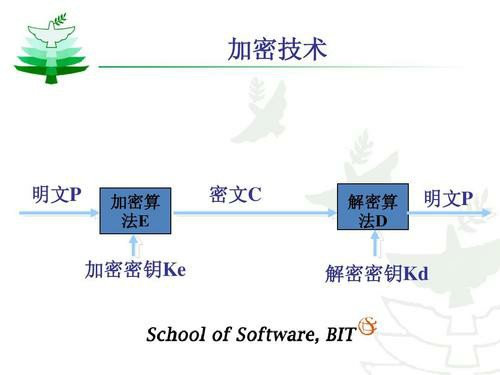 加密技术
明文P
加密算
法E
密文C
解密算
法D
明文P
加密密钥Ke
解密密钥Kd
School of Software, BIT